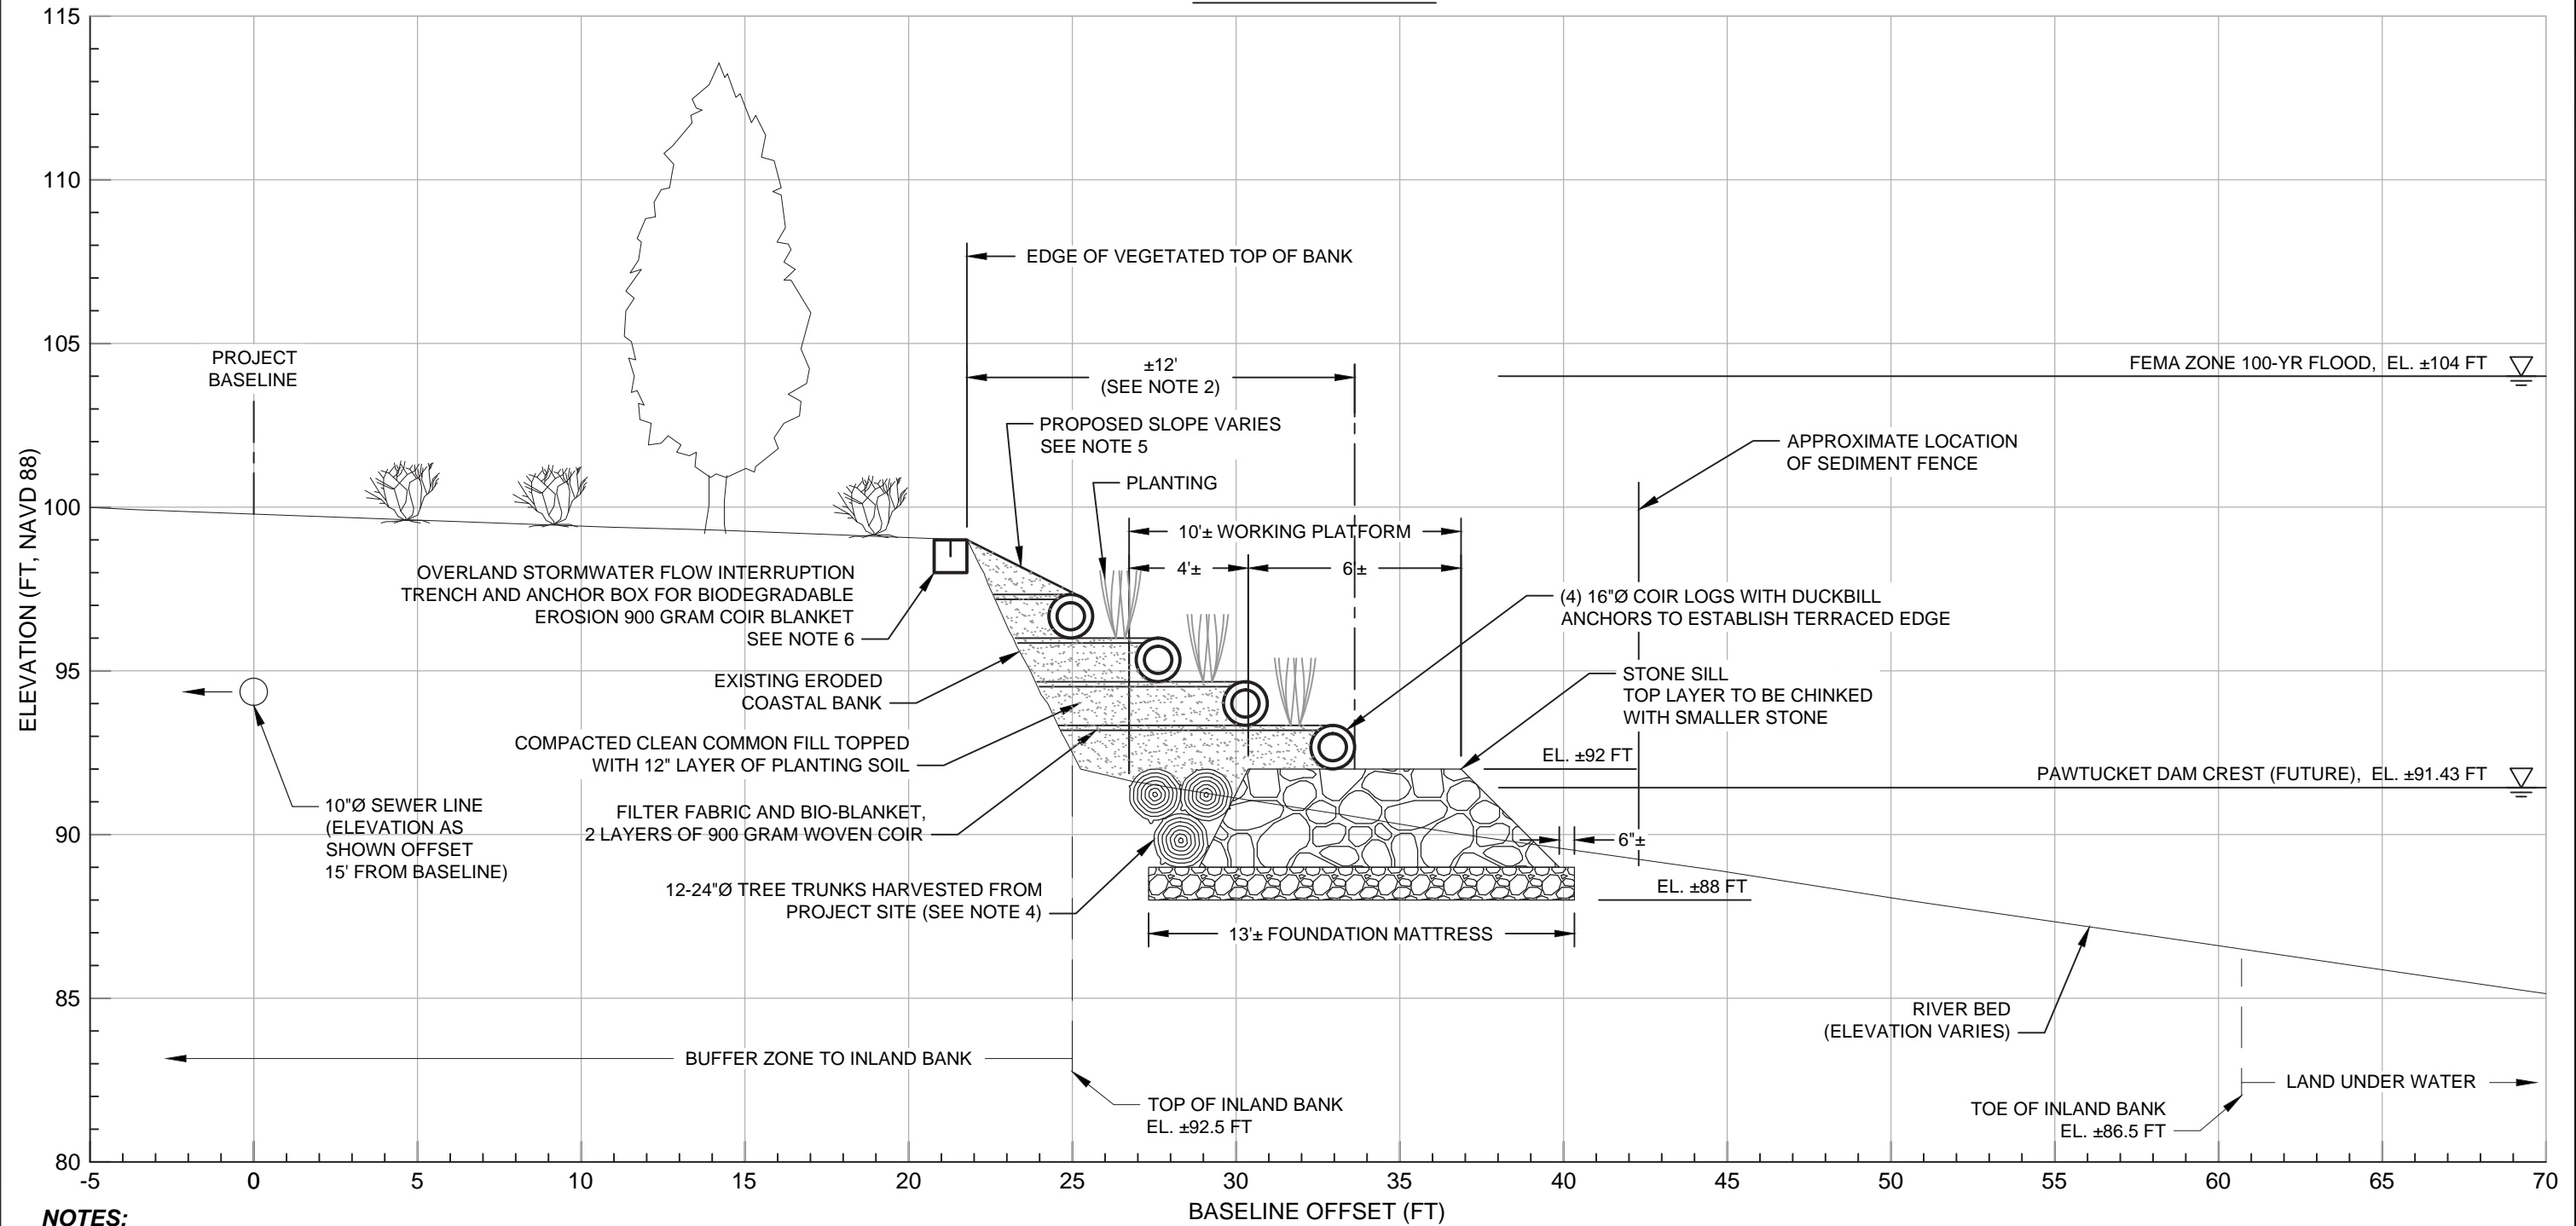 115
110
105
100
95
90
85
80
ELEVATION (FT, NAVD 88)
PROJECT
BASELINE
EDGE OF VEGETATED TOP OF BANK
±12'
(SEE NOTE 2)
FEMA ZONE 100-YR FLOOD, EL. ±104 FT
PROPOSED SLOPE VARIES
SEE NOTE 5
PLANTING
APPROXIMATE LOCATION
OF SEDIMENT FENCE
10'± WORKING PLATFORM
4'±
6'±
OVERLAND STORMWATER FLOW INTERRUPTION
TRENCH AND ANCHOR BOX FOR BIODEGRADABLE
EROSION 900 GRAM COIR BLANKET
SEE NOTE 6
(4) 16"Ø COIR LOGS WITH DUCKBILL
ANCHORS TO ESTABLISH TERRACED EDGE
EXISTING ERODED
COASTAL BANK
STONE SILL
TOP LAYER TO BE CHINKED
WITH SMALLER STONE
COMPACTED CLEAN COMMON FILL TOPPED
WITH 12" LAYER OF PLANTING SOIL
EL. ±92 FT
PAWTUCKET DAM CREST (FUTURE), EL. ±91.43 FT
10"Ø SEWER LINE
(ELEVATION AS
SHOWN OFFSET
15' FROM BASELINE)
FILTER FABRIC AND BIO-BLANKET,
2 LAYERS OF 900 GRAM WOVEN COIR
6"±
12-24"Ø TREE TRUNKS HARVESTED FROM
PROJECT SITE (SEE NOTE 4)
EL. ±88 FT
13'± FOUNDATION MATTRESS
RIVER BED
(ELEVATION VARIES)
BUFFER ZONE TO INLAND BANK
TOP OF INLAND BANK
EL. ±92.5 FT
LAND UNDER WATER
TOE OF INLAND BANK
EL. ±86.5 FT
-5 0 5 10 15 20 25 30 35 40 45 50 55 60 65 70
BASELINE OFFSET (FT)
NOTES: